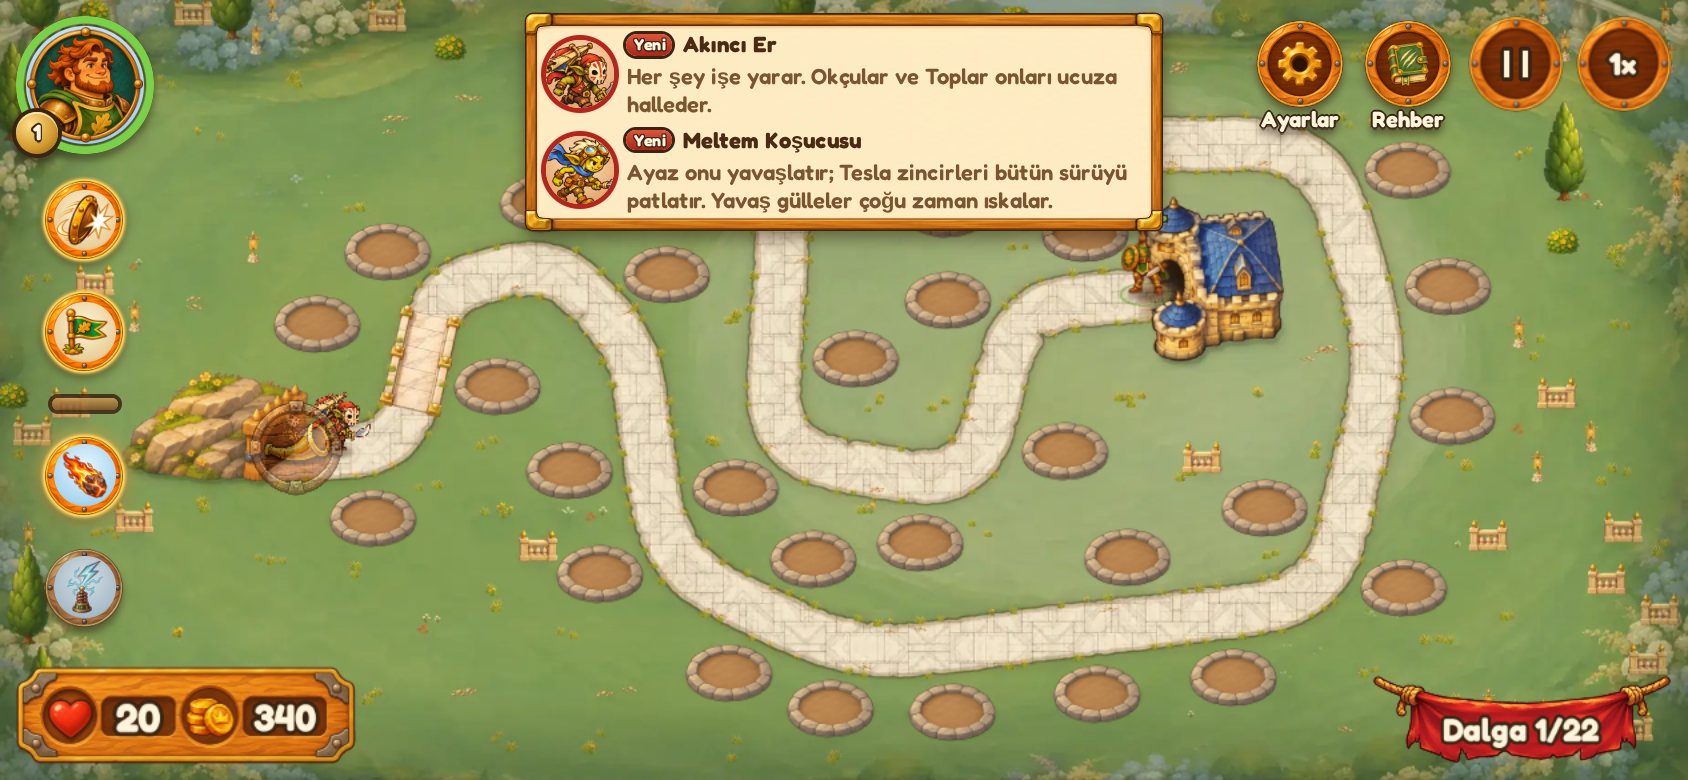 Yeni Akıncı Er
Her şey işe yarar. Okçular ve Toplar onları ucuza
halleder.
Yeni Meltem Koşucusu
Ayaz onu yavaşlatır; Tesla zincirleri bütün sürüyü
patlatır. Yavaş gülleler çoğu zaman ıskalar.
1x
Ayarlar
Rehber
1
20
340
Dalga 1/22